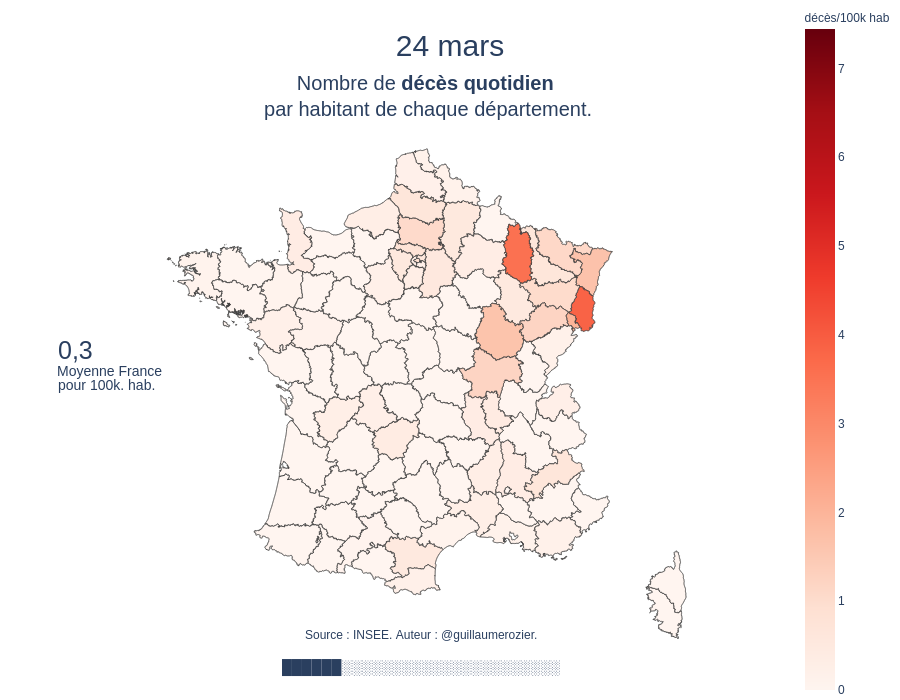 décès/100k hab
24 mars
Nombre de décès quotidien
par habitant de chaque département.
7
6
5
4
3
2
1
0
0,3
Moyenne France
pour 100k. hab.
Source : INSEE. Auteur : @guillaumerozier.